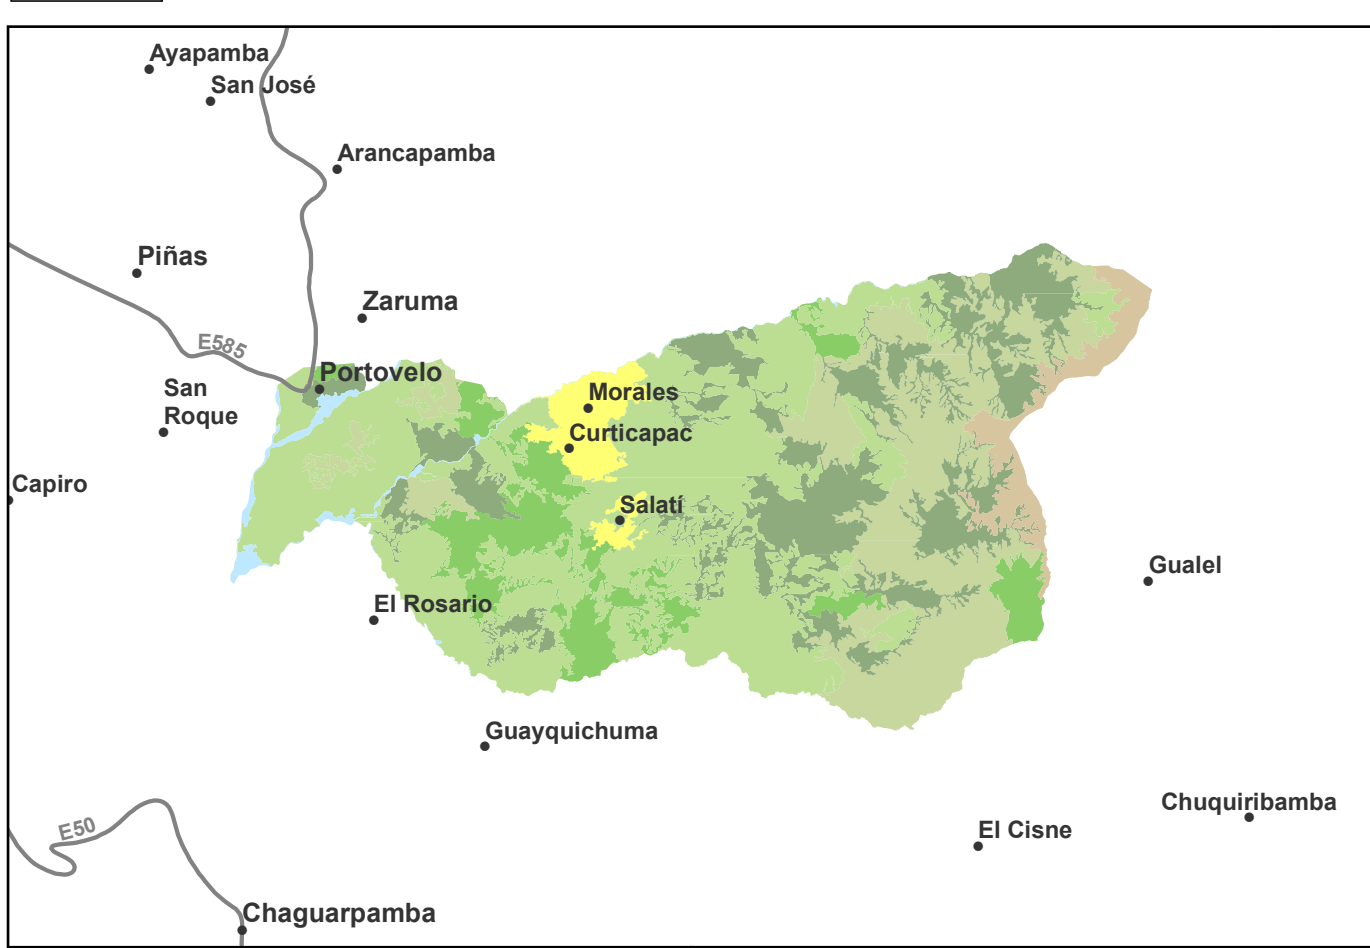 Ayapamba
San José
Arancapamba
Piñas
Zaruma
E585
Portovelo
San
Roque
Morales
Curticapac
Capiro
Salatí
Gualel
El Rosario
Guayquichuma
Chuquiribamba
E50
El Cisne
Chaguarpamba